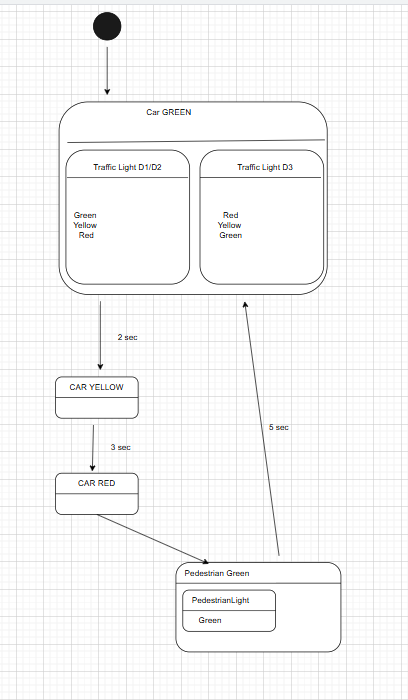 Car GREEN
Traffic Light D1/D2
Traffic Light D3
Green
Yellow
Red
Red
Yellow
Green
2 sec
CAR YELLOW
3 sec
CAR RED
5 sec
Pedestrian Green
PedestrianLight
Green